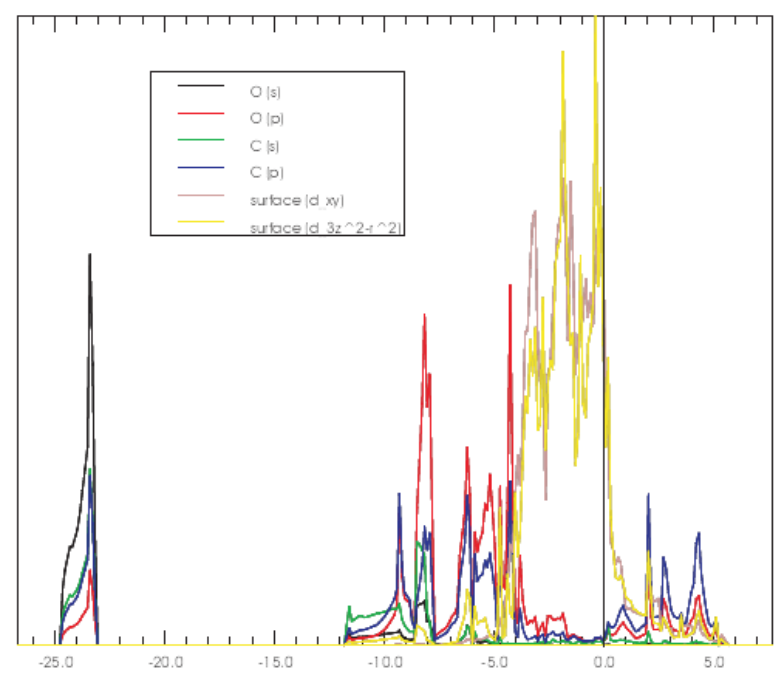 O (s)
O (p)
C (s)
C (p)
surface (d_xy)
surface (d_3z^2-r^2)
-25.0 -20.0 -15.0 -10.0 -5.0 0.0 5.0